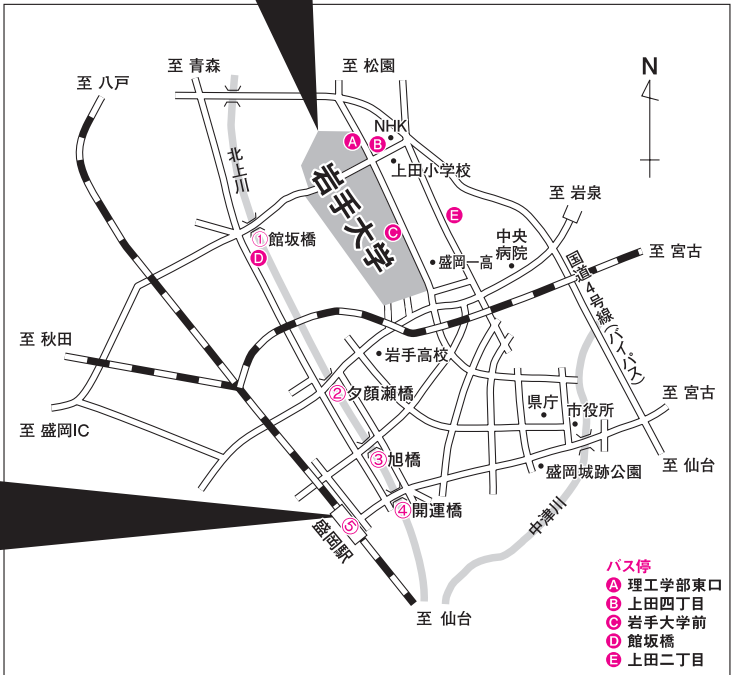 至 青森
至 松園
N
至 八戸
NHK
A
B
上田小学校
北上川
岩手大学
至 岩泉
E
C
中央
病院
①館坂橋
D
盛岡一高
至 宮古
国道4号線(バイパス)
至 秋田
岩手高校
②夕顔瀬橋
県庁
市役所
至 宮古
至 盛岡IC
③旭橋
至 仙台
盛岡城跡公園
④開運橋
⑤
盛岡駅
中津川
至 仙台
バス停
A 理工学部東口
B 上田四丁目
C 岩手大学前
D 館坂橋
E 上田二丁目